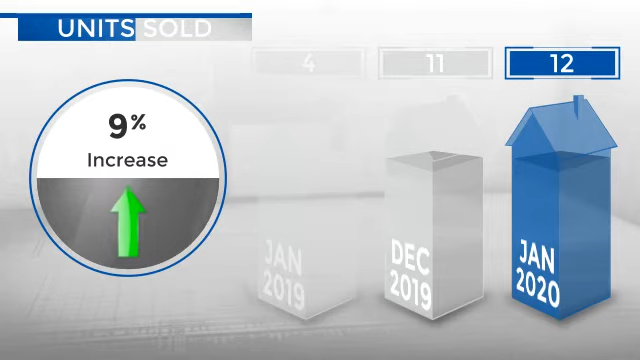 UNITS SOLD
4
11
12
9%
Increase
JAN
2019
DEC
2019
JAN
2020